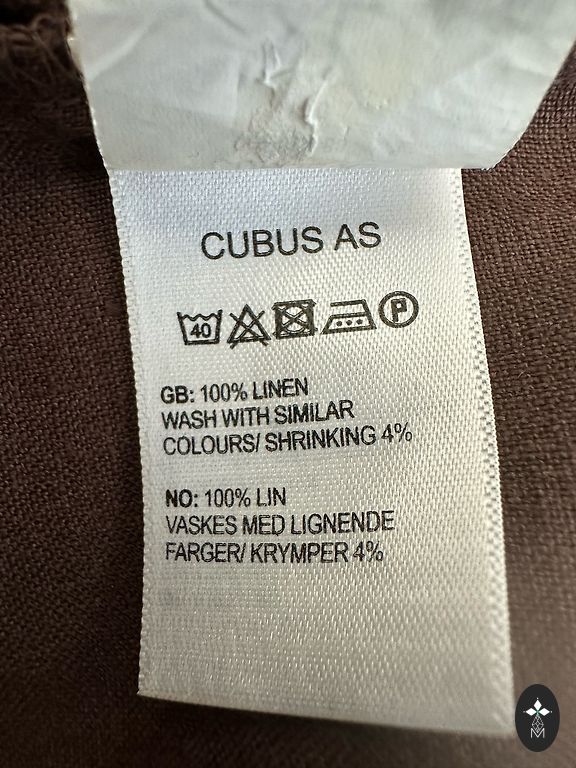 CUBUS AS
40 P
GB: 100% LINEN
WASH WITH SIMILAR
COLOURS/ SHRINKING 4%
NO: 100% LIN
VASKES MED LIGNENDE
FARGER/ KRYMPER 4%
M